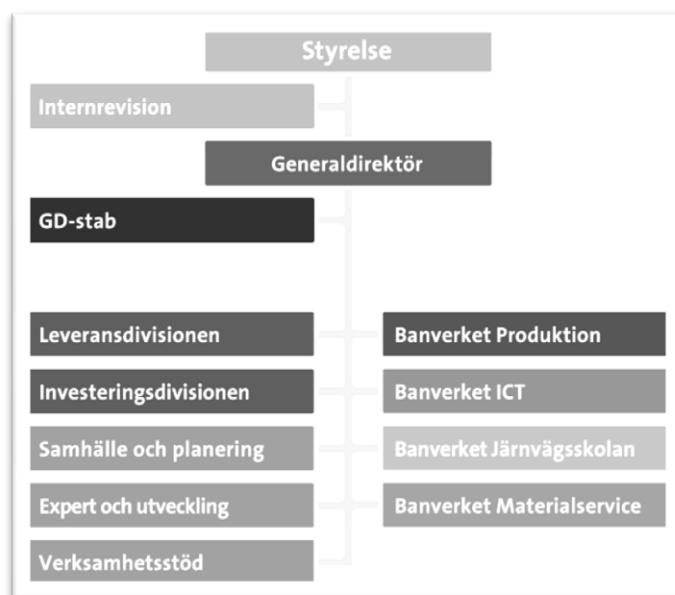 Styrelse
Internrevision
Generaldirektör
GD-stab
Leveransdivisionen
Banverket Produktion
Investeringsdivisionen
Banverket ICT
Samhälle och planering
Banverket Järnvägsskolan
Expert och utveckling
Banverket Materialservice
Verksamhetsstöd